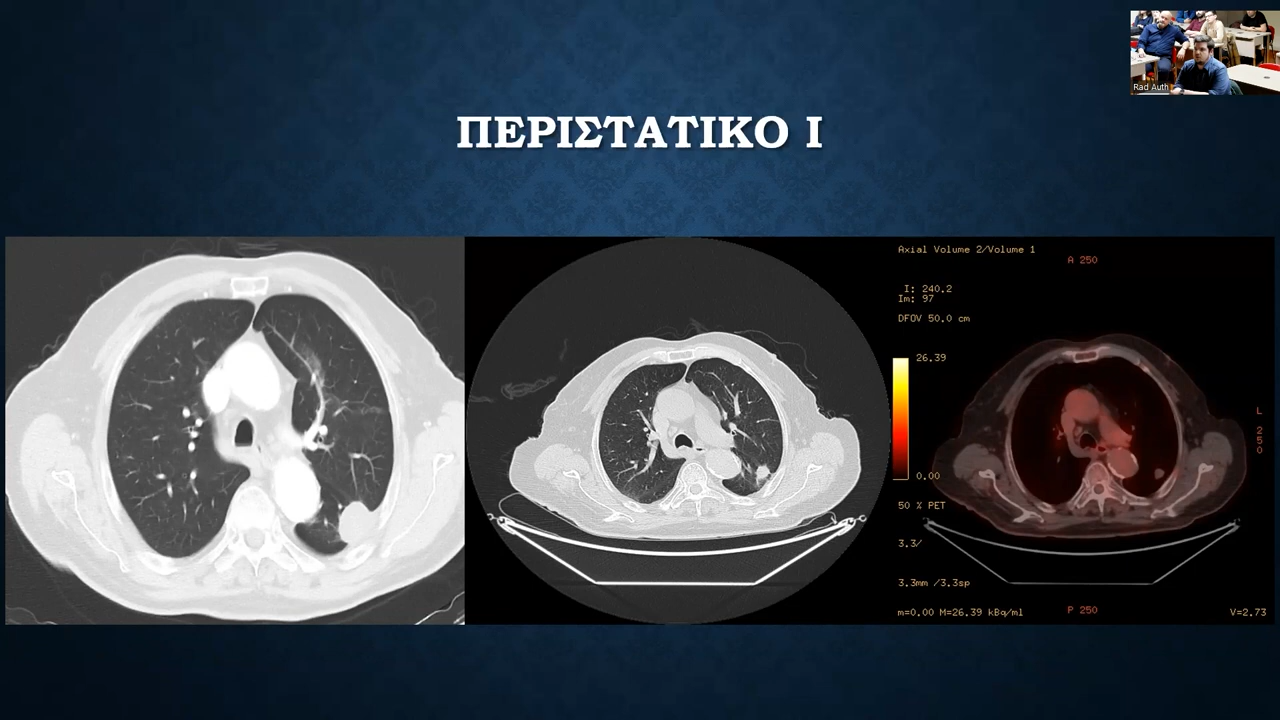 Rad Auth
ΠΕΡΙΣΤΑΤΙΚΟ Ι
Axial Volume 2/Volume 1
A 250
I: 240.2
Im: 97
DFOV 50.0 cm
26.39
L 250
0.00
50 % PET
3.3/
3.3mm /3.3sp
m=0.00 M=26.39 kBq/ml
P 250
V=2.73